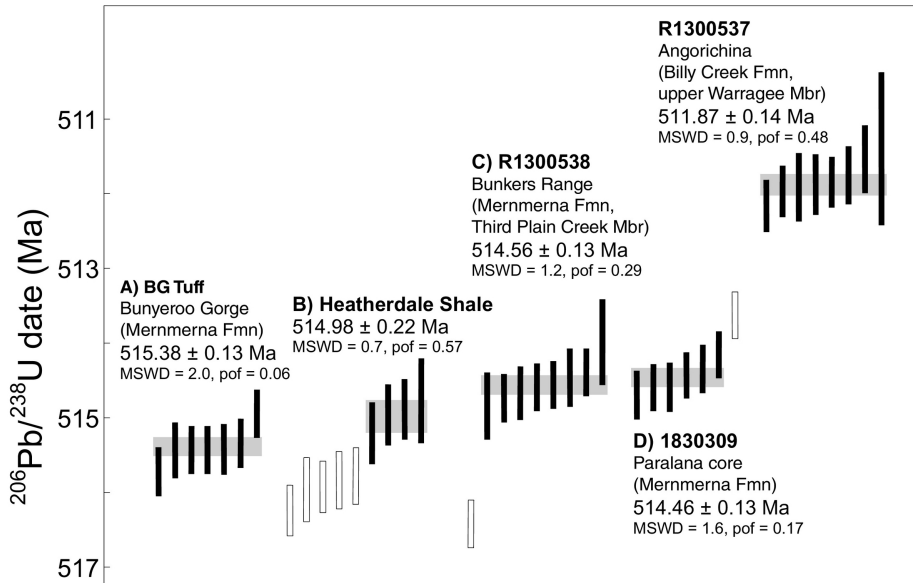 R1300537
Angorichina
(Billy Creek Fmn,
upper Warragee Mbr)
511.87 ± 0.14 Ma
MSWD = 0.9, pof = 0.48
C) R1300538
Bunkers Range
(Mernmerna Fmn,
Third Plain Creek Mbr)
514.56 ± 0.13 Ma
MSWD = 1.2, pof = 0.29
A) BG Tuff
Bunyeroo Gorge
(Mernmerna Fmn)
515.38 ± 0.13 Ma
MSWD = 2.0, pof = 0.06
B) Heatherdale Shale
514.98 ± 0.22 Ma
MSWD = 0.7, pof = 0.57
D) 1830309
Paralana core
(Mernmerna Fmn)
514.46 ± 0.13 Ma
MSWD = 1.6, pof = 0.17
511
513
515
517
²⁰⁶Pb/²³⁸U date (Ma)